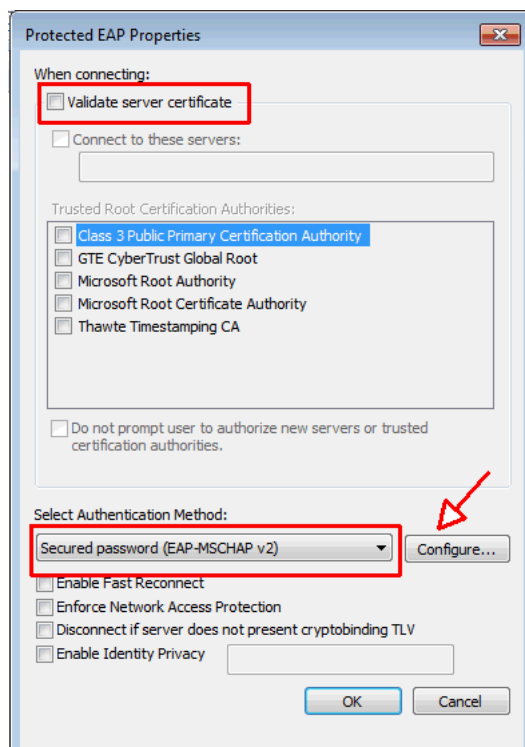 Protected EAP Properties
When connecting:
Validate server certificate
Connect to these servers:
Trusted Root Certification Authorities:
Class 3 Public Primary Certification Authority
GTE CyberTrust Global Root
Microsoft Root Authority
Microsoft Root Certificate Authority
Thawte Timestamping CA
Do not prompt user to authorize new servers or trusted
certification authorities.
Select Authentication Method:
Secured password (EAP-MSCHAP v2)
Configure...
Enable Fast Reconnect
Enforce Network Access Protection
Disconnect if server does not present cryptobinding TLV
Enable Identity Privacy
OK
Cancel